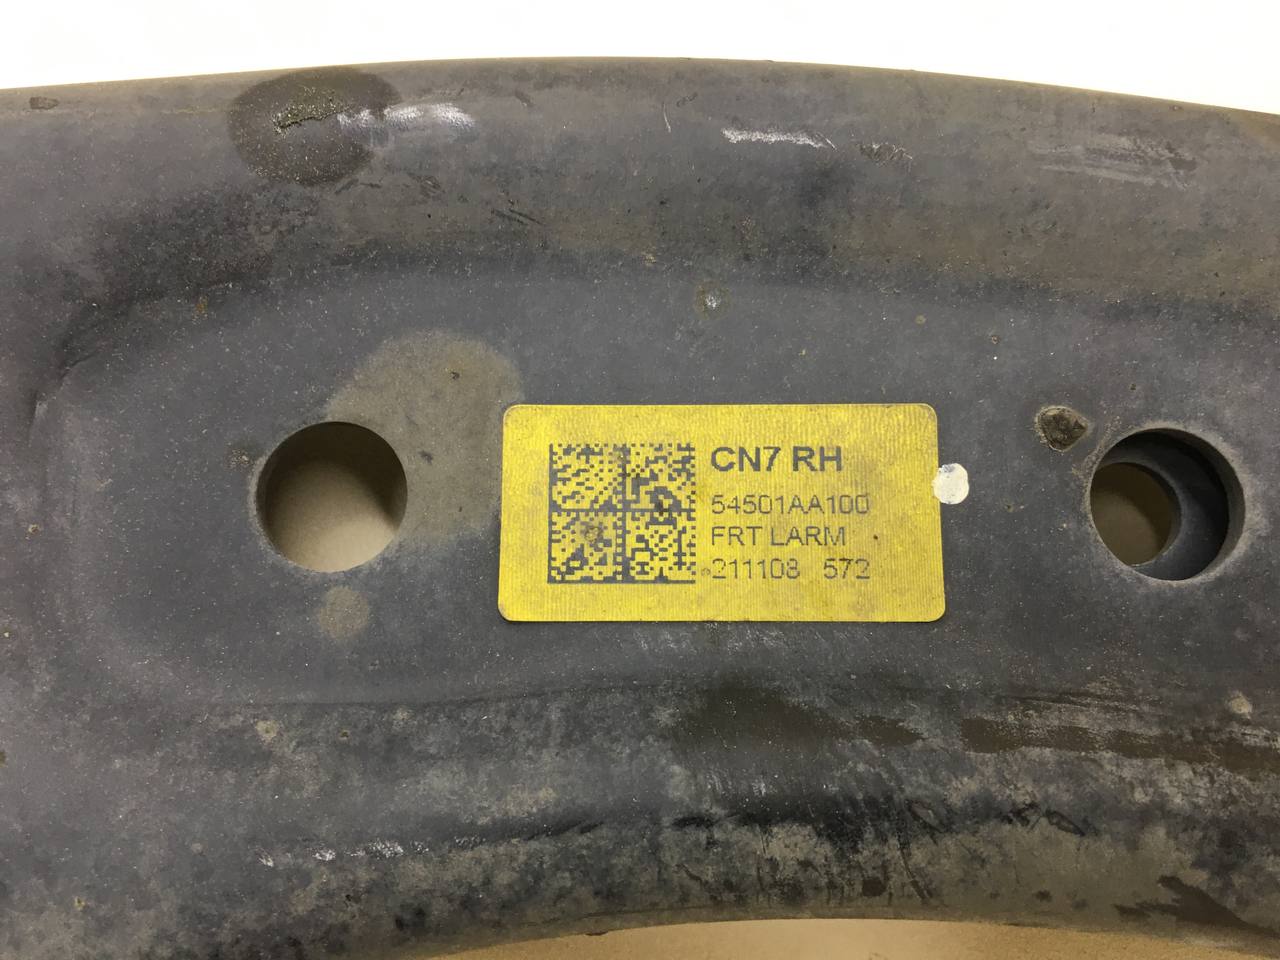 CN7 RH
54501AA100
FRT LARM
211108 572